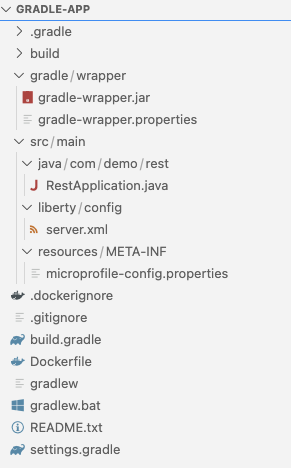 GRADLE-APP
.gradle
build
gradle/wrapper
gradle-wrapper.jar
gradle-wrapper.properties
src/main
java/com/demo/rest
RestApplication.java
liberty/config
server.xml
resources/META-INF
microprofile-config.properties
.dockerignore
.gitignore
build.gradle
Dockerfile
gradlew
gradlew.bat
README.txt
settings.gradle